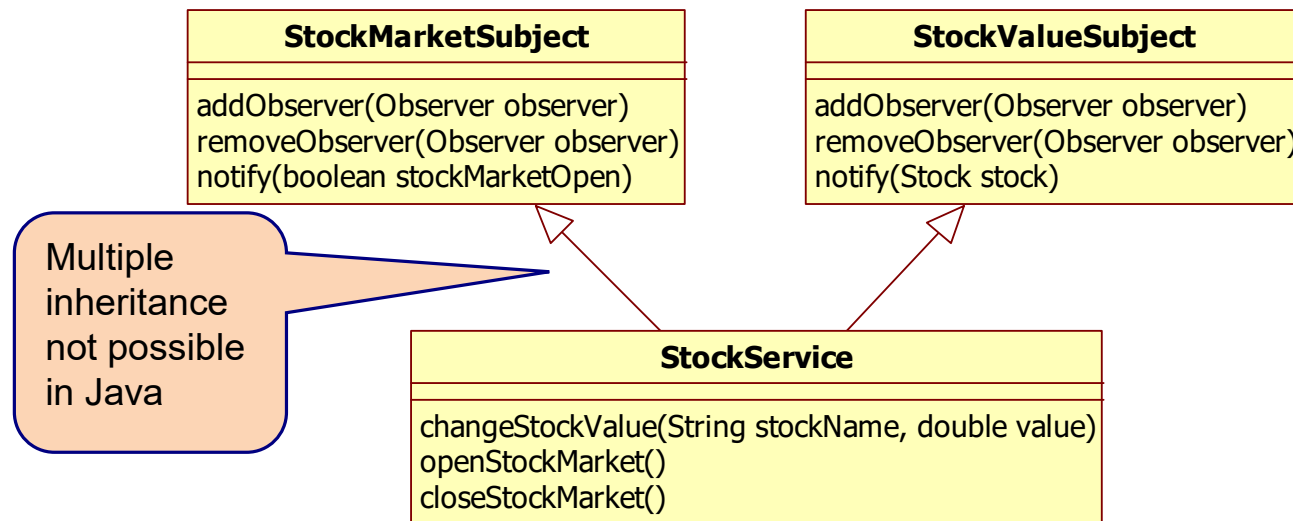 StockMarketSubject
addObserver(Observer observer)
removeObserver(Observer observer)
notify(boolean stockMarketOpen)
StockValueSubject
addObserver(Observer observer)
removeObserver(Observer observer)
notify(Stock stock)
Multiple
inheritance
not possible
in Java
StockService
changeStockValue(String stockName, double value)
openStockMarket()
closeStockMarket()